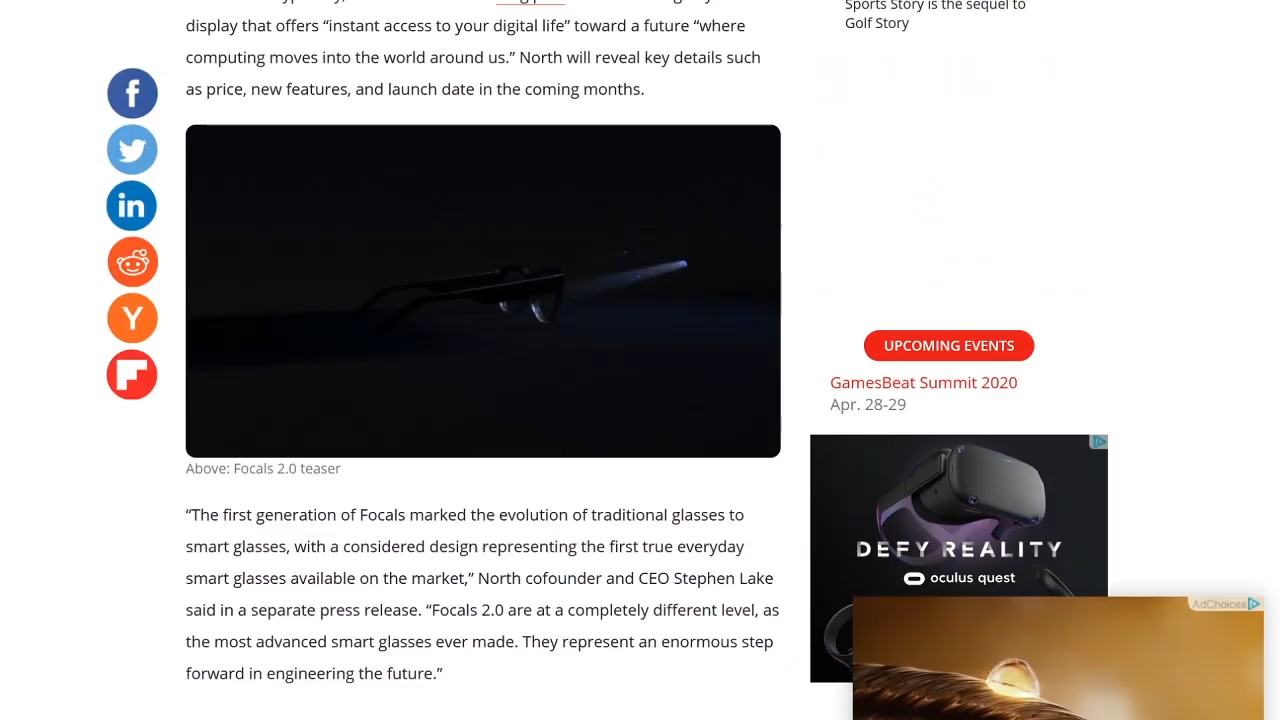 display that offers “instant access to your digital life” toward a future “where
computing moves into the world around us.” North will reveal key details such
as price, new features, and launch date in the coming months.
Above: Focals 2.0 teaser
“The first generation of Focals marked the evolution of traditional glasses to
smart glasses, with a considered design representing the first true everyday
smart glasses available on the market,” North cofounder and CEO Stephen Lake
said in a separate press release. “Focals 2.0 are at a completely different level, as
the most advanced smart glasses ever made. They represent an enormous step
forward in engineering the future.”
Sports Story is the sequel to
Golf Story
UPCOMING EVENTS
GamesBeat Summit 2020
Apr. 28-29
DEFY REALITY
oculus quest
AdChoices